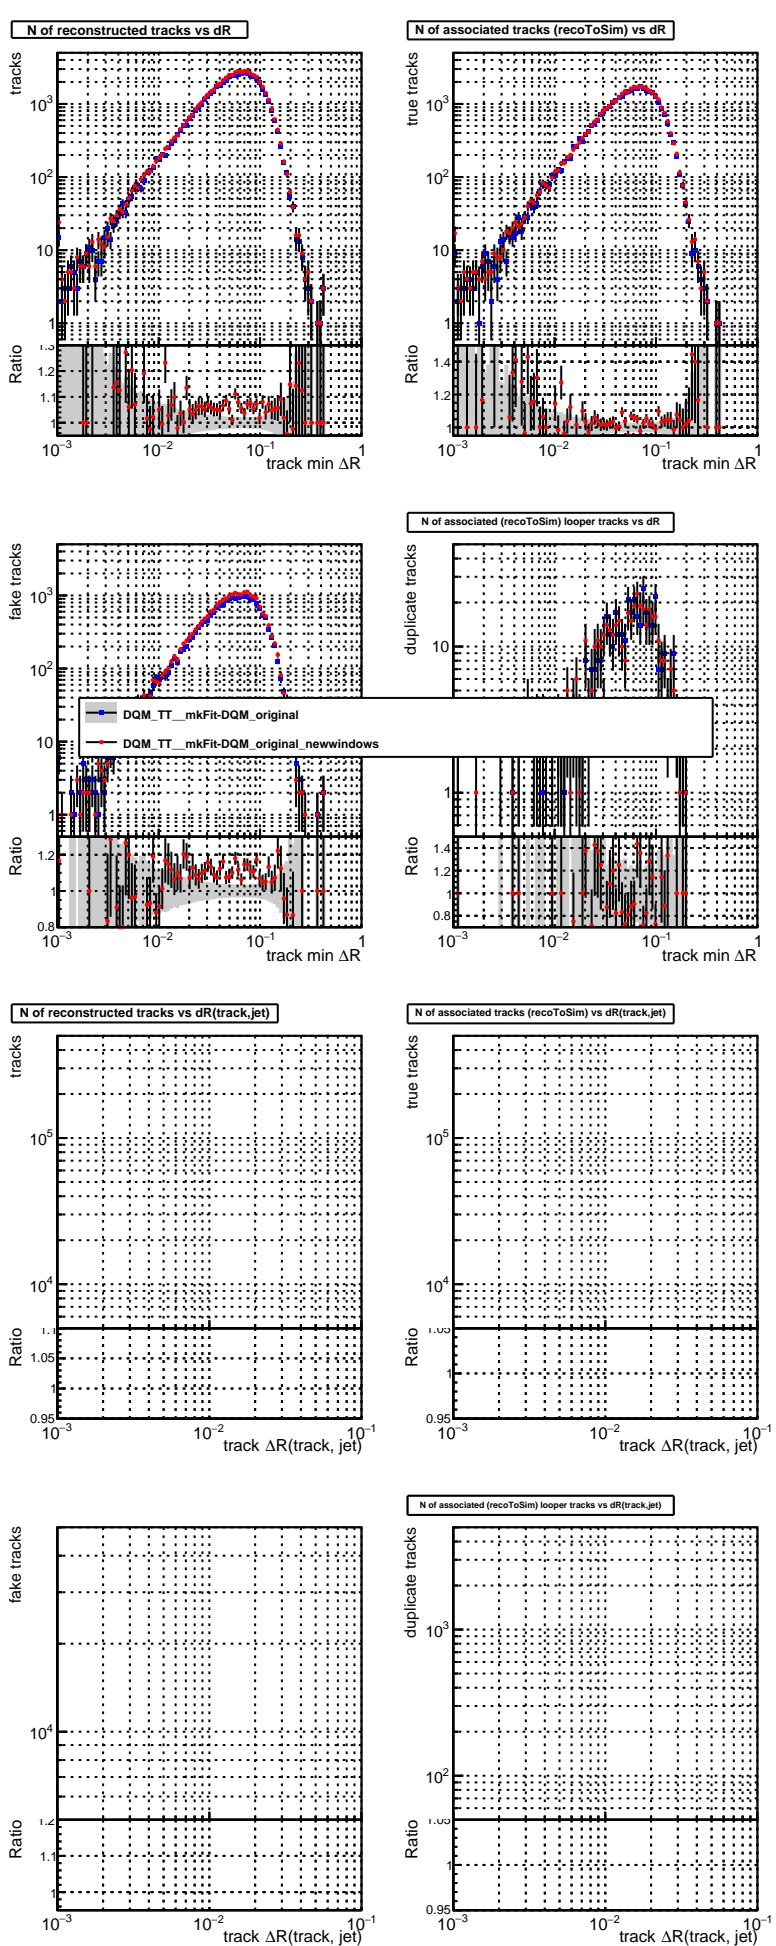 N of reconstructed tracks vs dR
tracks
10³
10²
10
1
Ratio
1.3
1.2
1.1
1
10⁻³
10⁻²
10⁻¹
1
track min ΔR
N of associated tracks (recoToSim) vs dR
true tracks
10³
10²
10
1
Ratio
1.4
1.2
1
10⁻³
10⁻²
10⁻¹
1
track min ΔR
fake tracks
10³
10²
10
1
Ratio
1.2
1
0.8
10⁻³
10⁻²
10⁻¹
1
track min ΔR
N of associated (recoToSim) looper tracks vs dR
duplicate tracks
10
1
Ratio
1.4
1.2
1
0.8
10⁻³
10⁻²
10⁻¹
1
track min ΔR
DQM_TT__mkFit-DQM_original
DQM_TT__mkFit-DQM_original_newwindows
N of reconstructed tracks vs dR(track,jet)
tracks
10⁵
10⁴
Ratio
1.1
1.05
1
0.95
10⁻³
10⁻²
10⁻¹
track ΔR(track, jet)
N of associated tracks (recoToSim) vs dR(track,jet)
true tracks
10⁵
10⁴
Ratio
1.05
1
0.95
10⁻³
10⁻²
10⁻¹
track ΔR(track, jet)
fake tracks
10⁴
Ratio
1.2
1.1
1
10⁻³
10⁻²
10⁻¹
track ΔR(track, jet)
N of associated (recoToSim) looper tracks vs dR(track,jet)
duplicate tracks
10³
10²
Ratio
1.05
1
0.95
10⁻³
10⁻²
10⁻¹
track ΔR(track, jet)